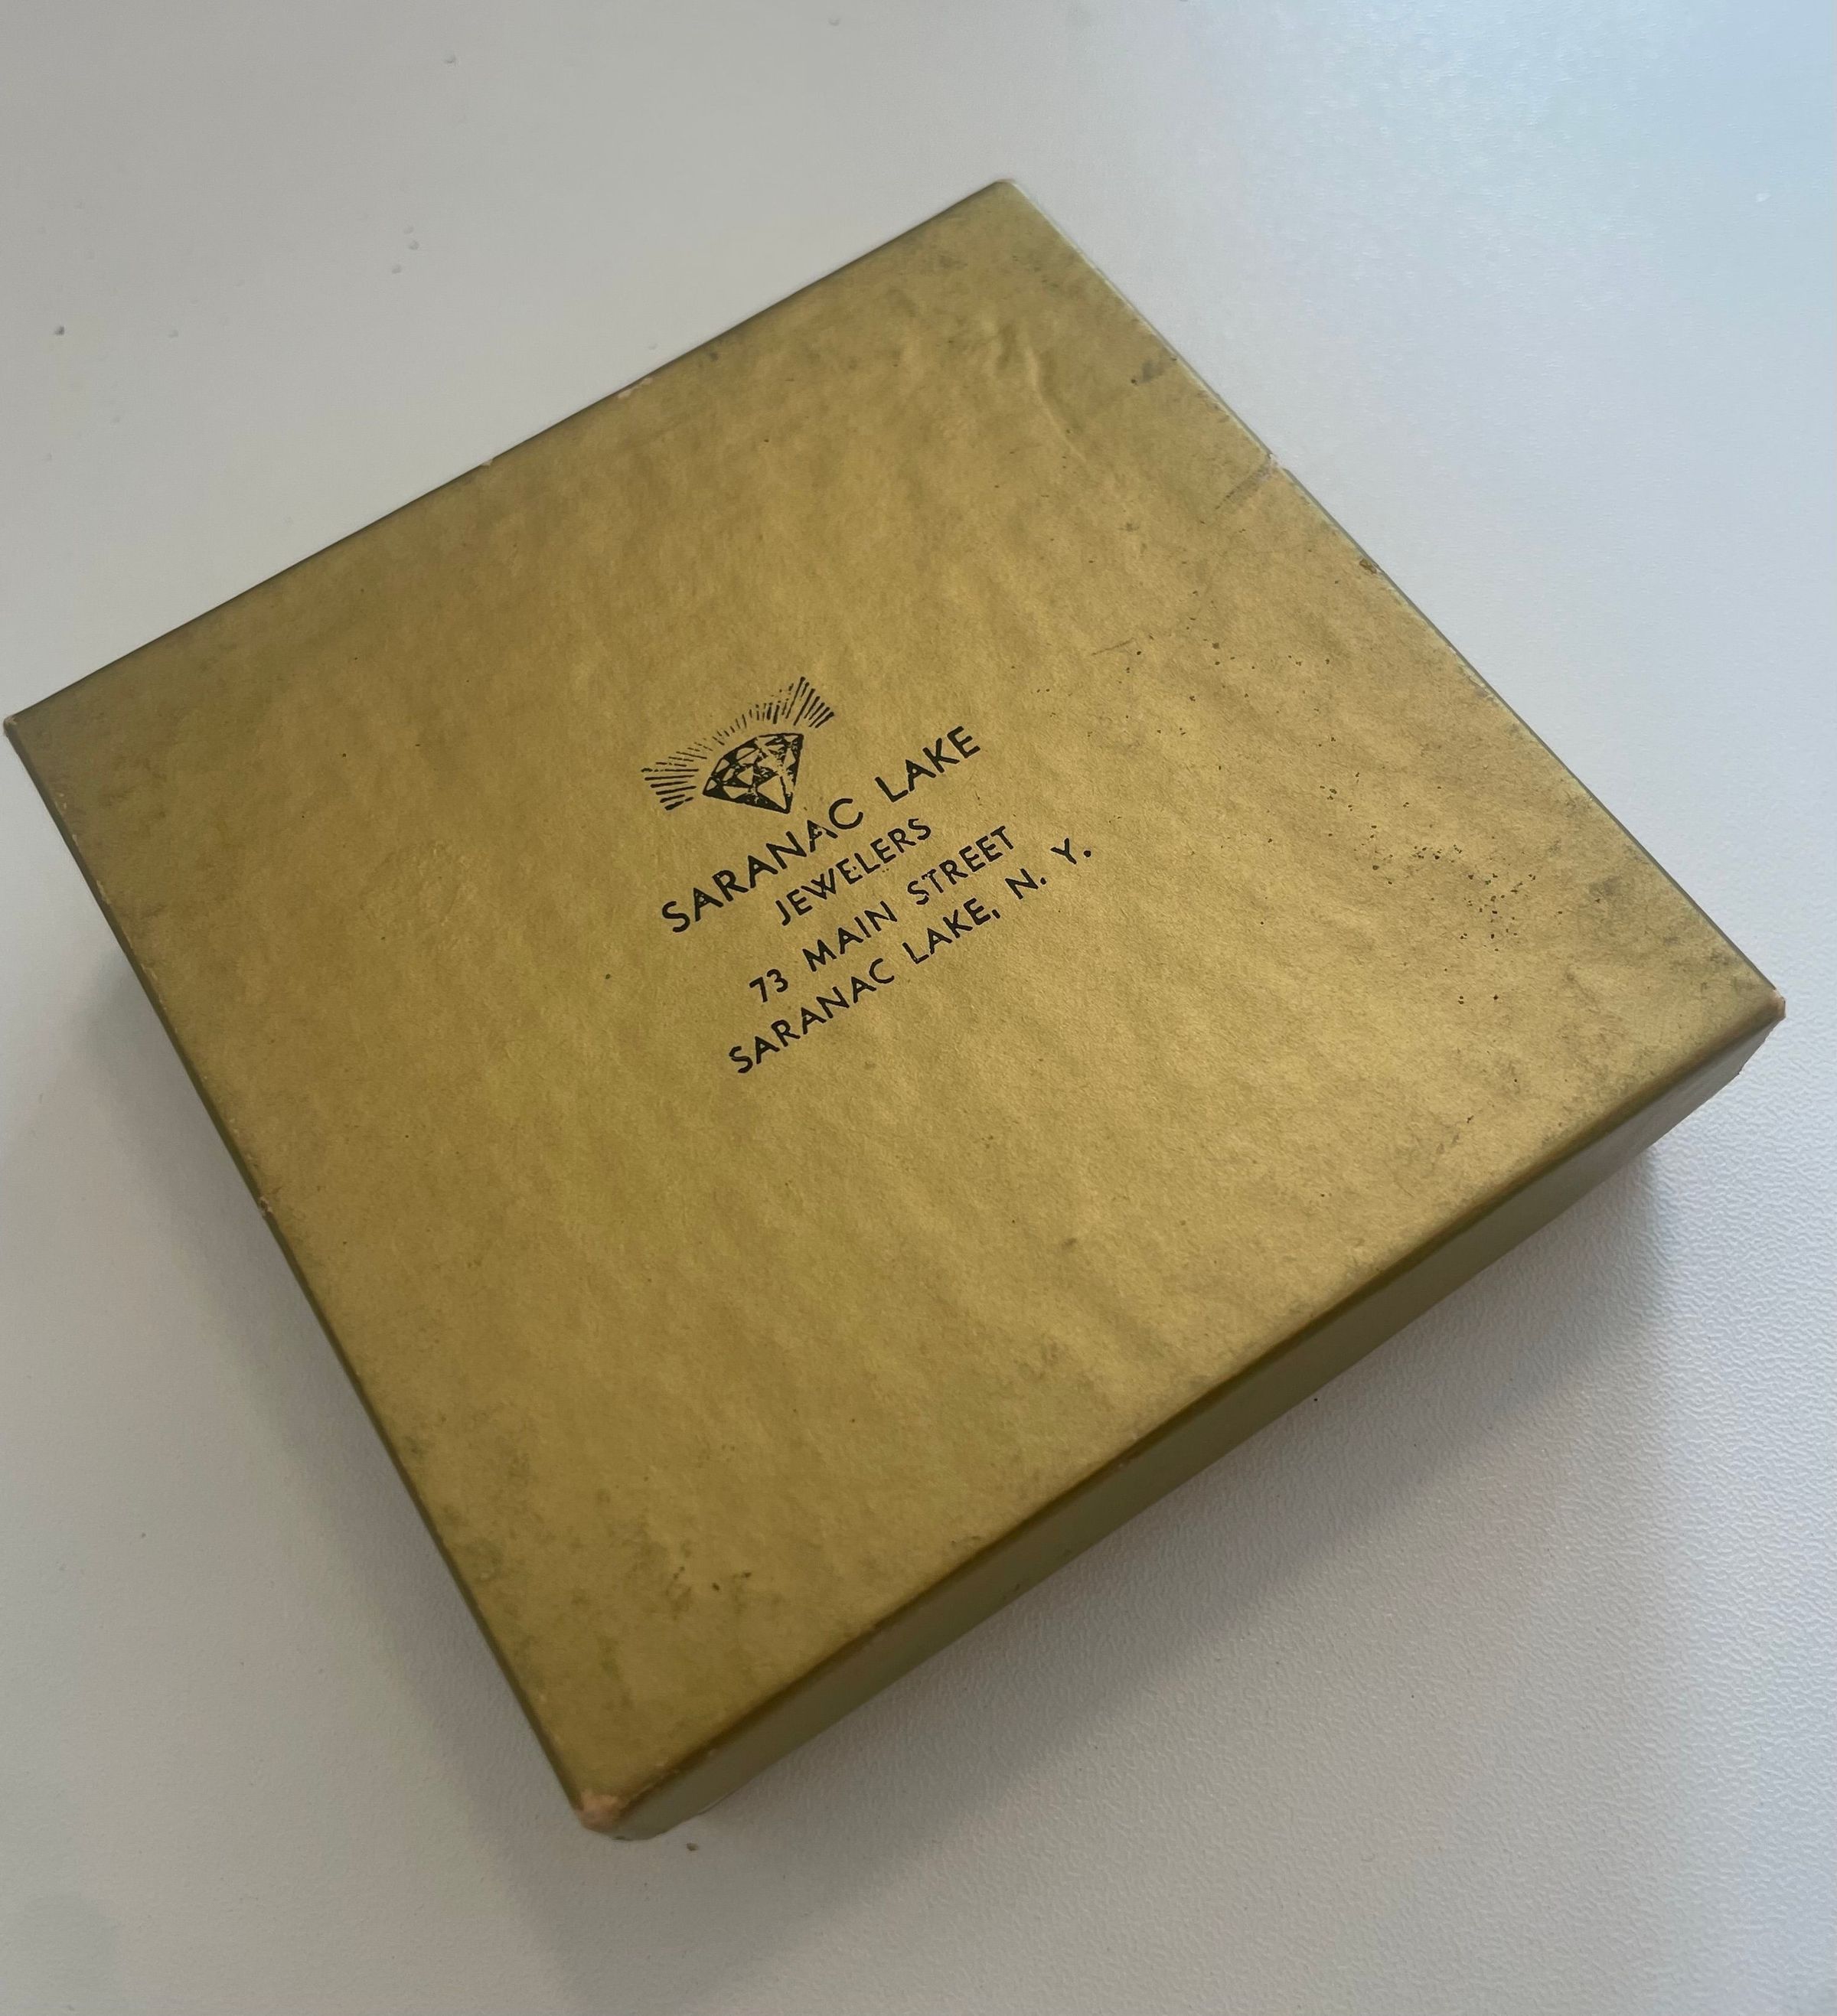 SARANAC LAKE
JEWELERS
73 MAIN STREET
SARANAC LAKE, N. Y.